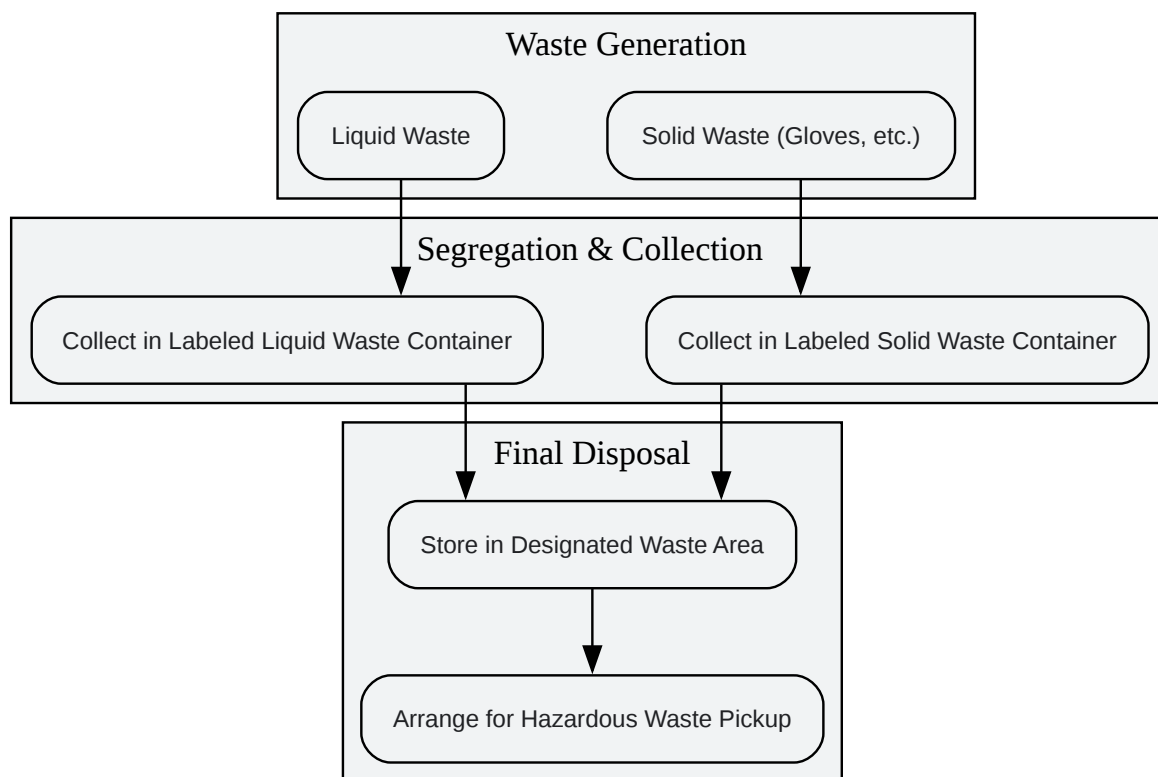 Waste Generation
Liquid Waste
Solid Waste (Gloves, etc.)
Segregation & Collection
Collect in Labeled Liquid Waste Container
Collect in Labeled Solid Waste Container
Final Disposal
Store in Designated Waste Area
Arrange for Hazardous Waste Pickup